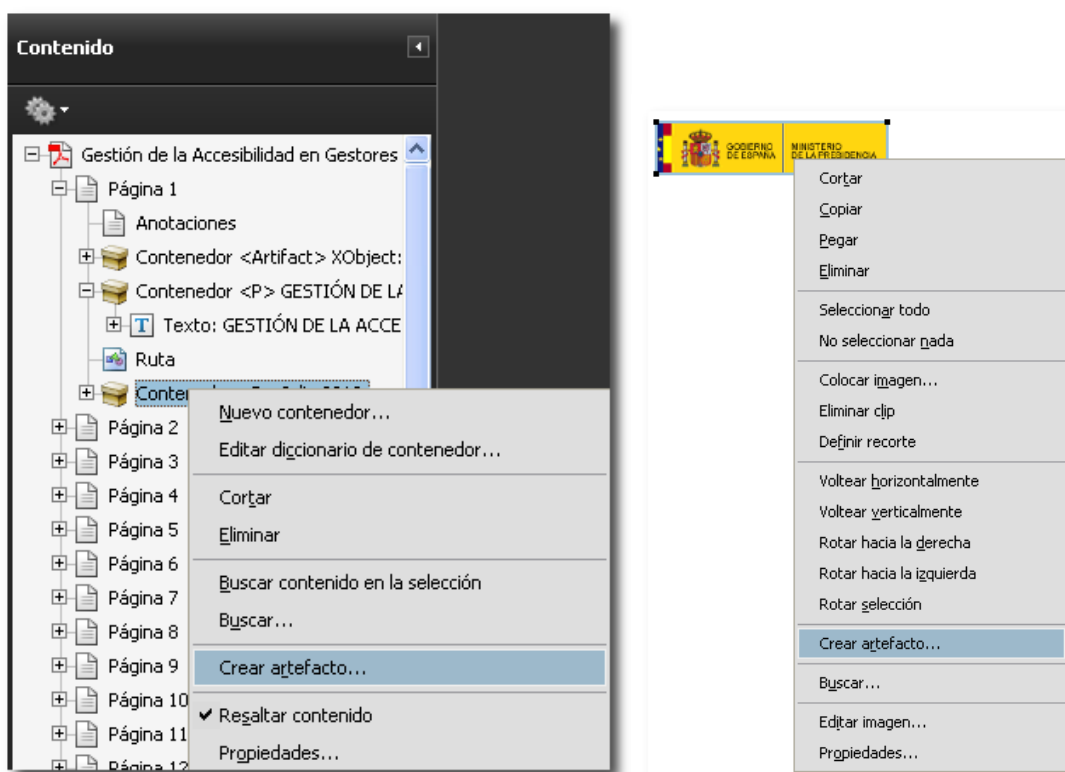 Contenido
Gestión de la Accesibilidad en Gestores
Página 1
Anotaciones
Contenedor <Artifact> XObject:
Contenedor <P> GESTIÓN DE LA
Texto: GESTIÓN DE LA ACCE
Ruta
Página 2
Página 3
Página 4
Página 5
Página 6
Página 7
Página 8
Página 9
Página 10
Página 11
Página 12
Nuevo contenedor...
Editar diccionario de contenedor...
Cortar
Eliminar
Buscar contenido en la selección
Buscar...
Crear artefacto...
Resaltar contenido
Propiedades...
GOBIERNO
DE ESPAÑA
MINISTERIO
DE LA PRESIDENCIA
Cortar
Copiar
Pegar
Eliminar
Seleccionar todo
No seleccionar nada
Colocar imagen...
Eliminar clip
Definir recorte
Voltear horizontalmente
Voltear verticalmente
Rotar hacia la derecha
Rotar hacia la izquierda
Rotar selección
Crear artefacto...
Buscar...
Editar imagen...
Propiedades...